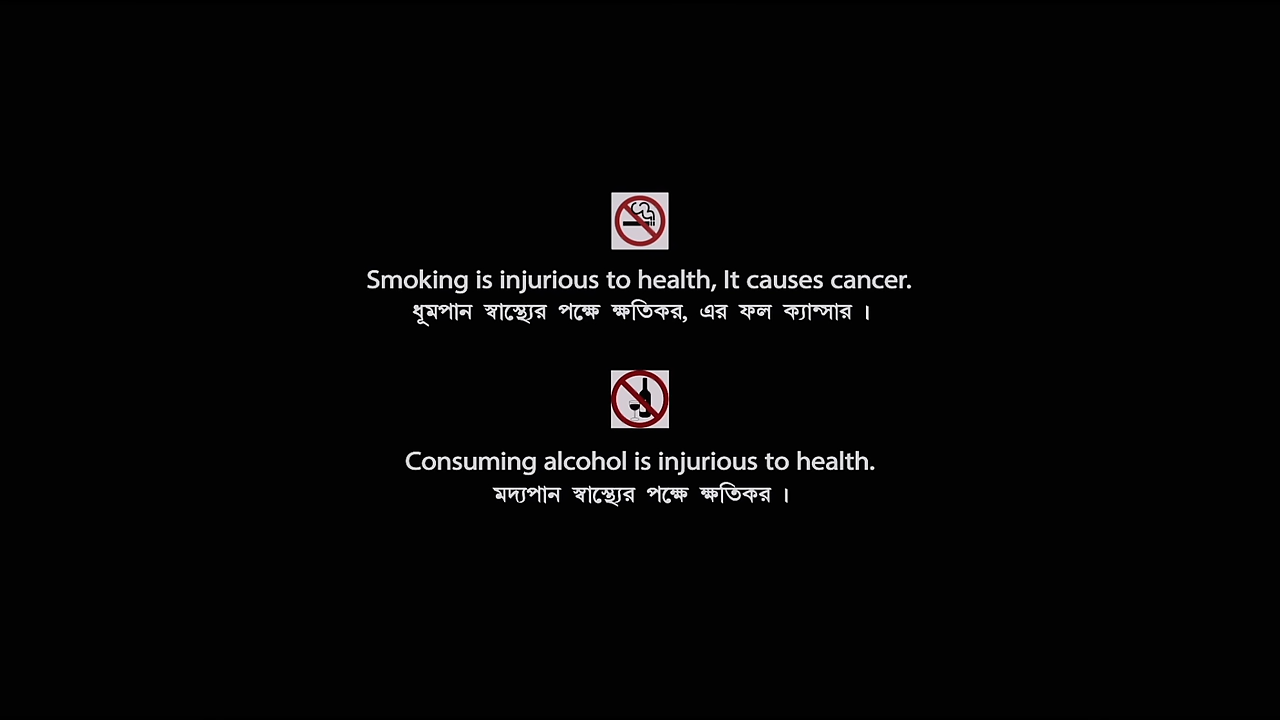 Smoking is injurious to health, It causes cancer.
ধূমপান স্বাস্থ্যের পক্ষে ক্ষতিকর, এর ফল ক্যান্সার ।
Consuming alcohol is injurious to health.
মদ্যপান স্বাস্থ্যের পক্ষে ক্ষতিকর ।